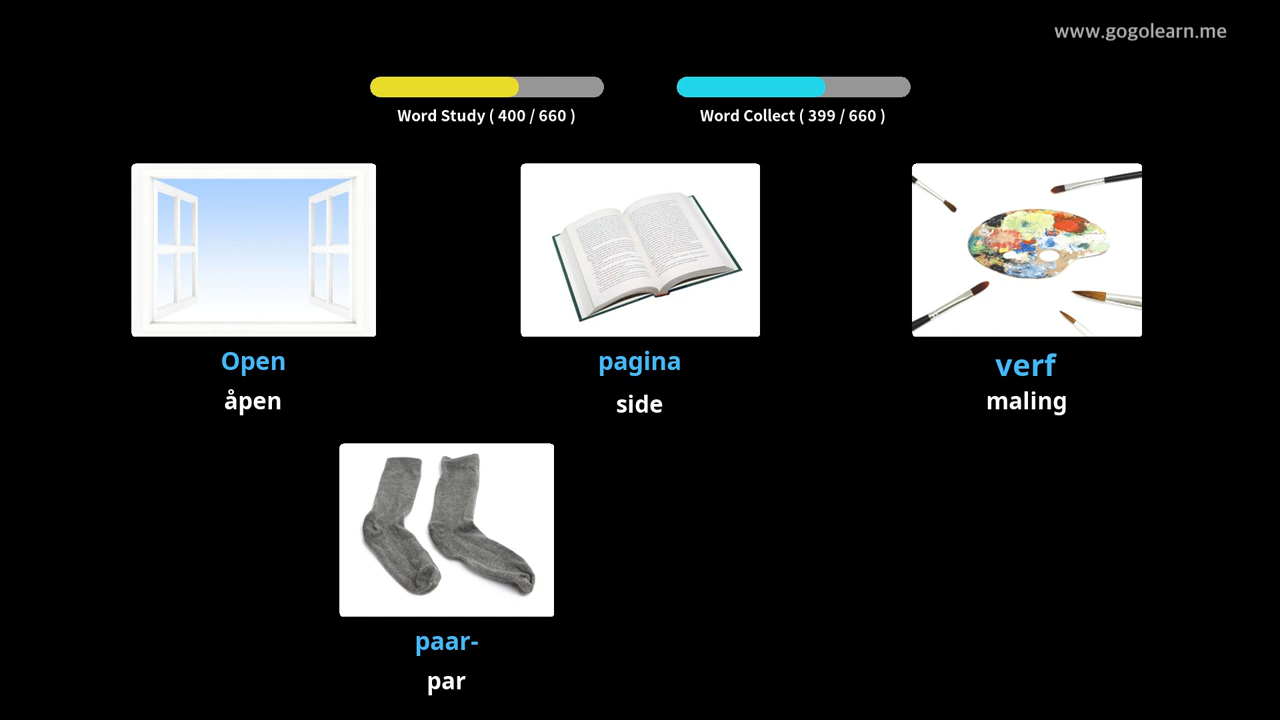 www.gogolearn.me
Word Study ( 400 / 660 )
Word Collect ( 399 / 660 )
Open
åpen
pagina
side
verf
maling
paar-
par